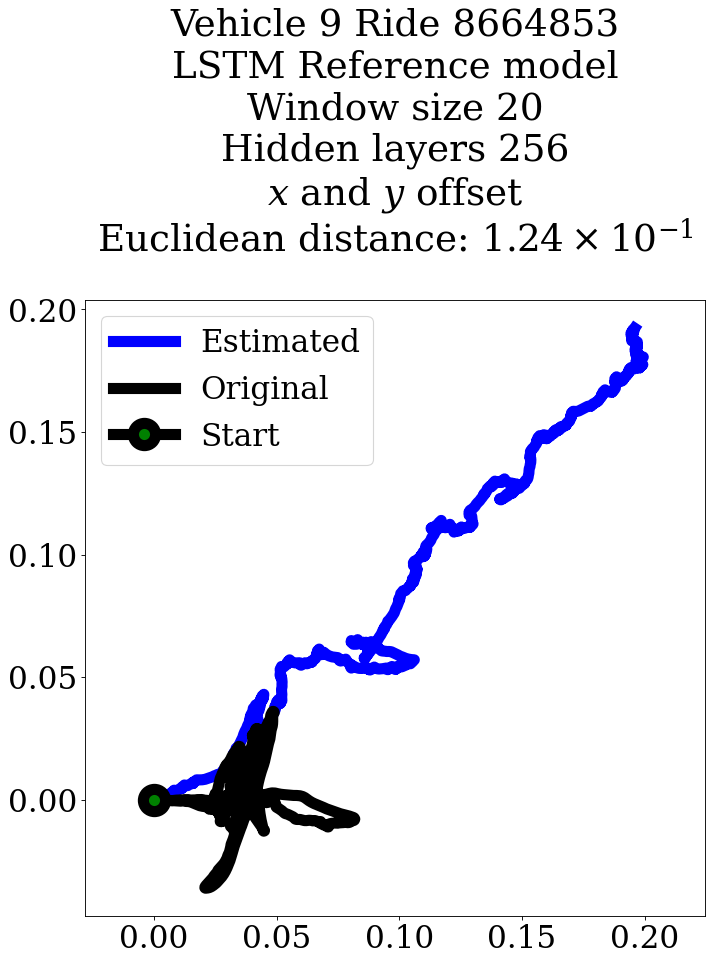 Vehicle 9 Ride 8664853
LSTM Reference model
Window size 20
Hidden layers 256
x and y offset
Euclidean distance: 1.24 × 10⁻¹
Estimated
Original
Start
0.20
0.15
0.10
0.05
0.00
0.00 0.05 0.10 0.15 0.20